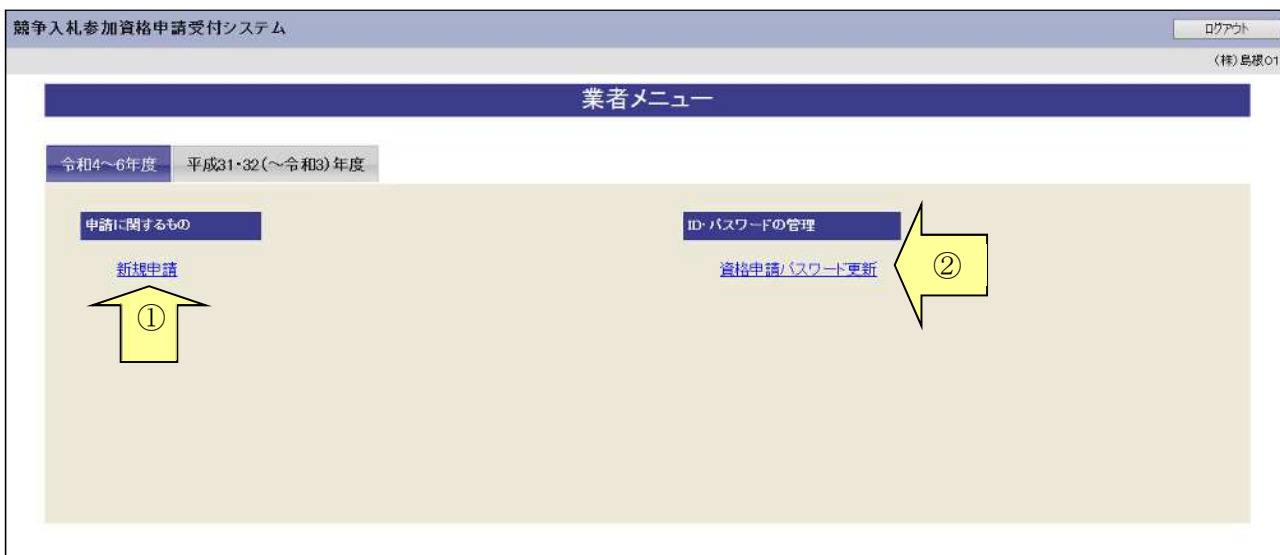 競争入札参加資格申請受付システム
ログアウト
(株)島根01
業者メニュー
令和4～6年度 平成31・32(～令和3)年度
申請に関するもの ID・パスワードの管理
新規申請 資格申請パスワード更新
① ②